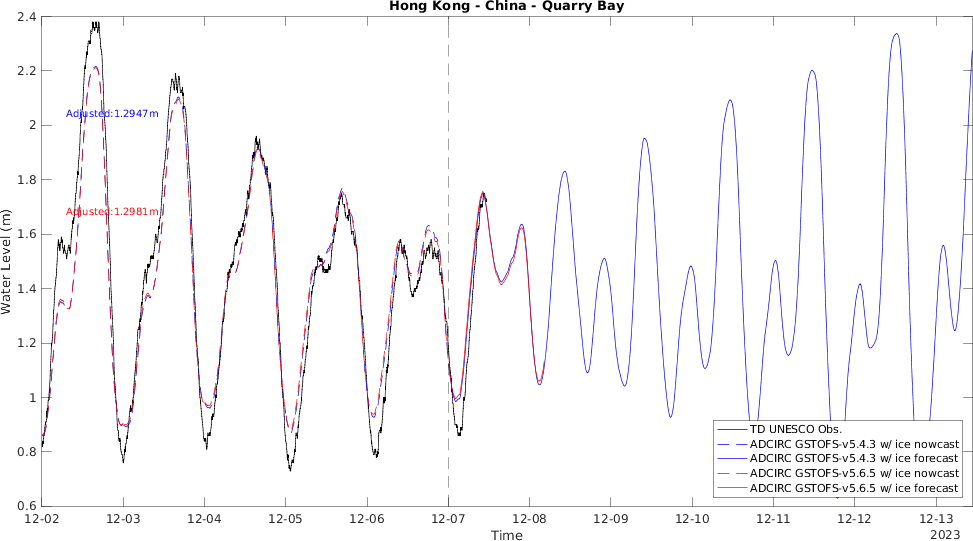 Hong Kong - China - Quarry Bay
2.4
2.2
2
1.8
1.6
1.4
1.2
1
0.8
0.6
Water Level (m)
Adjusted:1.2947m
Adjusted:1.2981m
TD UNESCO Obs.
ADCIRC GSTOFS-v5.4.3 w/ ice nowcast
ADCIRC GSTOFS-v5.4.3 w/ ice forecast
ADCIRC GSTOFS-v5.6.5 w/ ice nowcast
ADCIRC GSTOFS-v5.6.5 w/ ice forecast
12-02 12-03 12-04 12-05 12-06 12-07 12-08 12-09 12-10 12-11 12-12 12-13
Time
2023